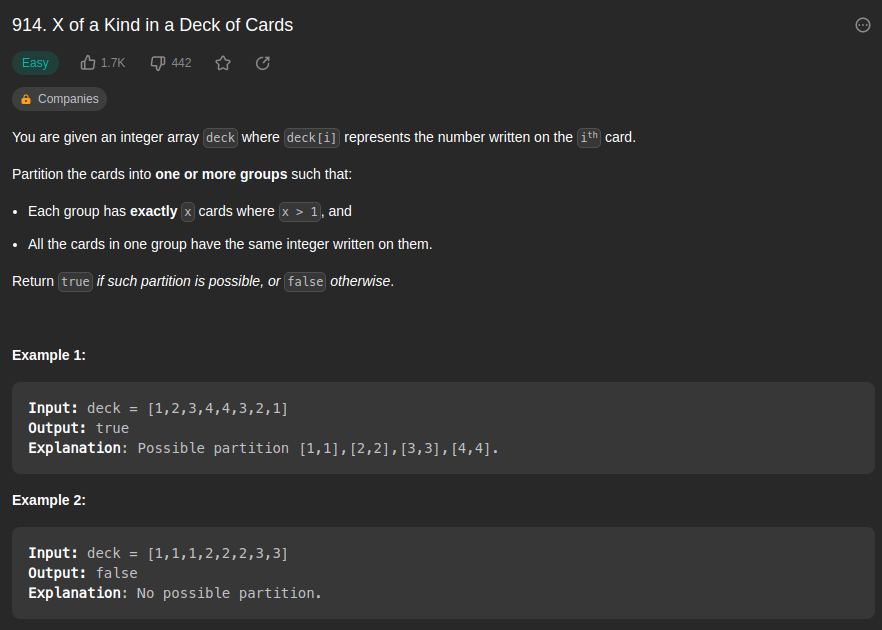 914. X of a Kind in a Deck of Cards
Easy 1.7K 442
Companies
You are given an integer array deck where deck[i] represents the number written on the ith card.
Partition the cards into one or more groups such that:
• Each group has exactly x cards where x > 1, and
• All the cards in one group have the same integer written on them.
Return true if such partition is possible, or false otherwise.
Example 1:
Input: deck = [1,2,3,4,4,3,2,1]
Output: true
Explanation: Possible partition [1,1],[2,2],[3,3],[4,4].
Example 2:
Input: deck = [1,1,1,2,2,2,3,3]
Output: false
Explanation: No possible partition.